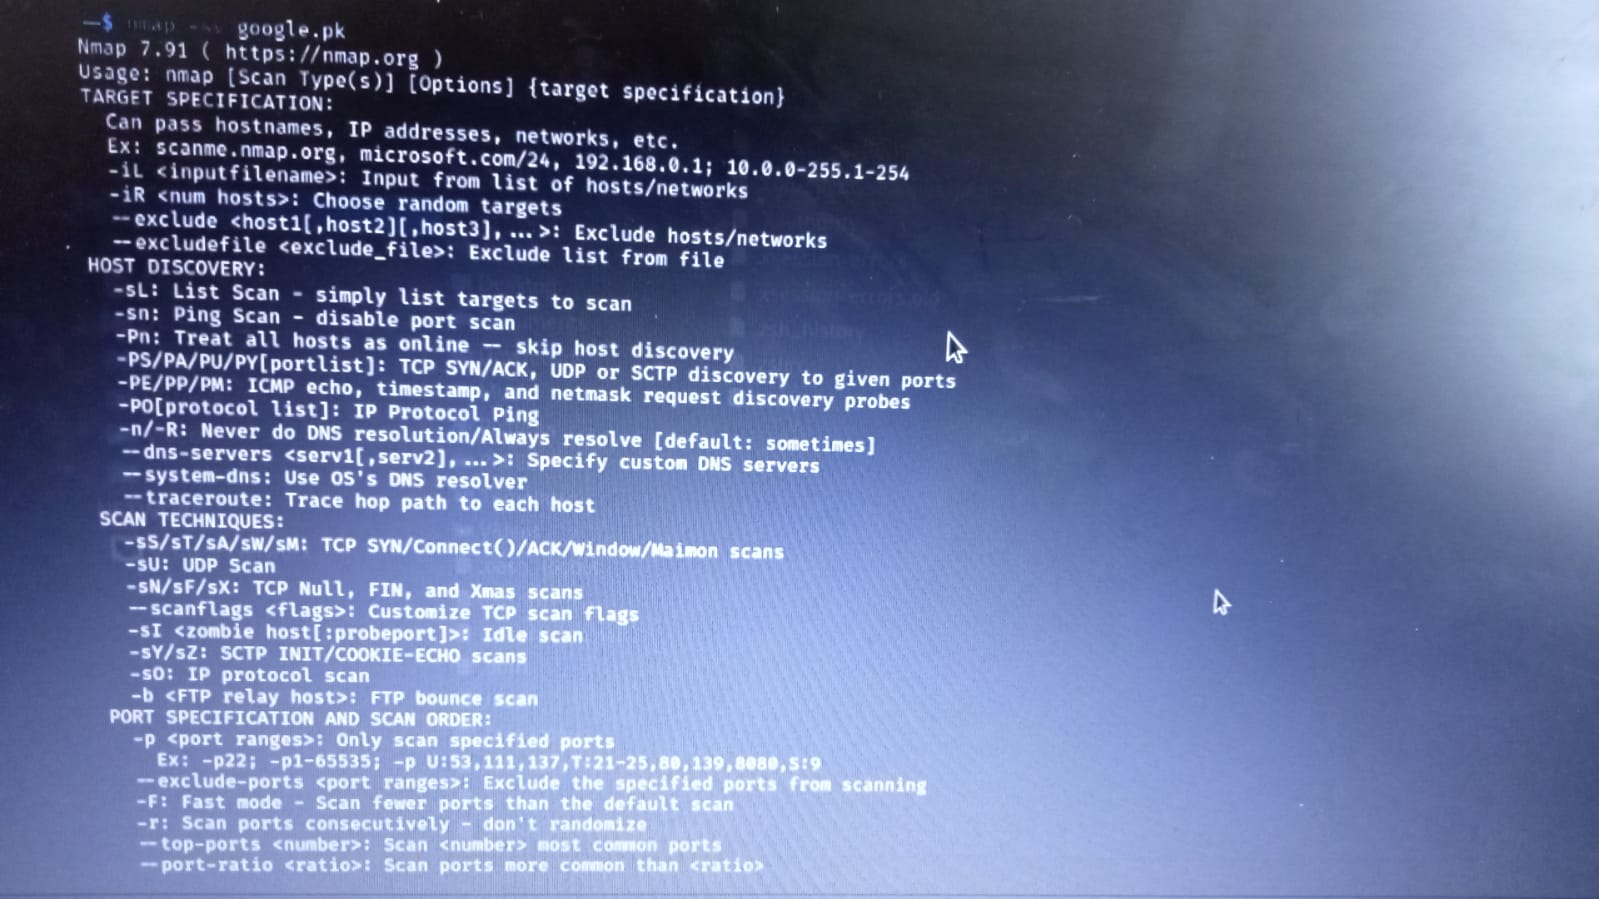 —$ nmap google.pk
Nmap 7.91 ( https://nmap.org )
Usage: nmap [Scan Type(s)] [Options] {target specification}
TARGET SPECIFICATION:
Can pass hostnames, IP addresses, networks, etc.
Ex: scanme.nmap.org, microsoft.com/24, 192.168.0.1; 10.0.0-255.1-254
-iL <inputfilename>: Input from list of hosts/networks
-iR <num hosts>: Choose random targets
--exclude <host1[,host2][,host3],...>: Exclude hosts/networks
--excludefile <exclude_file>: Exclude list from file
HOST DISCOVERY:
-sL: List Scan - simply list targets to scan
-sn: Ping Scan - disable port scan
-Pn: Treat all hosts as online -- skip host discovery
-PS/PA/PU/PY[portlist]: TCP SYN/ACK, UDP or SCTP discovery to given ports
-PE/PP/PM: ICMP echo, timestamp, and netmask request discovery probes
-PO[protocol list]: IP Protocol Ping
-n/-R: Never do DNS resolution/Always resolve [default: sometimes]
--dns-servers <serv1[,serv2],...>: Specify custom DNS servers
--system-dns: Use OS's DNS resolver
--traceroute: Trace hop path to each host
SCAN TECHNIQUES:
-sS/sT/sA/sW/sM: TCP SYN/Connect()/ACK/Window/Maimon scans
-sU: UDP Scan
-sN/sF/sX: TCP Null, FIN, and Xmas scans
--scanflags <flags>: Customize TCP scan flags
-sI <zombie host[:probeport]>: Idle scan
-sY/sZ: SCTP INIT/COOKIE-ECHO scans
-sO: IP protocol scan
-b <FTP relay host>: FTP bounce scan
PORT SPECIFICATION AND SCAN ORDER:
-p <port ranges>: Only scan specified ports
Ex: -p22; -p1-65535; -p U:53,111,137,T:21-25,80,139,8080,S:9
--exclude-ports <port ranges>: Exclude the specified ports from scanning
-F: Fast mode - Scan fewer ports than the default scan
-r: Scan ports consecutively - don't randomize
--top-ports <number>: Scan <number> most common ports
--port-ratio <ratio>: Scan ports more common than <ratio>